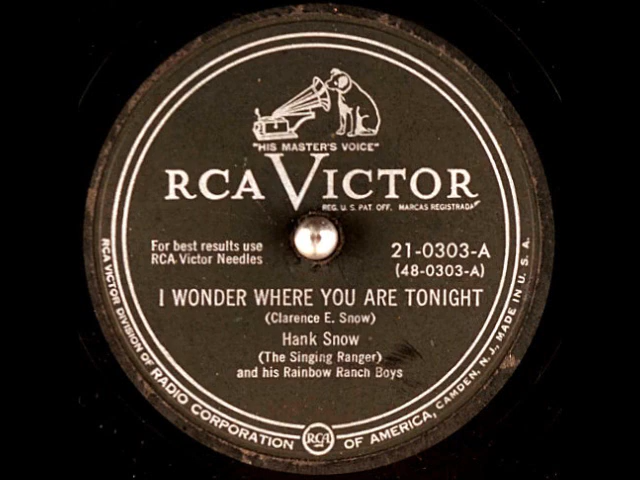 "HIS MASTER'S VOICE"
RCA VICTOR
REG. U. S. PAT. OFF. MARCAS REGISTRADAS
For best results use
RCA Victor Needles
21-0303-A
(48-0303-A)
I WONDER WHERE YOU ARE TONIGHT
(Clarence E. Snow)
Hank Snow
(The Singing Ranger)
and his Rainbow Ranch Boys
RCA VICTOR DIVISION OF RADIO CORPORATION OF AMERICA, CAMDEN, N. J., MADE IN U. S. A.
RCA